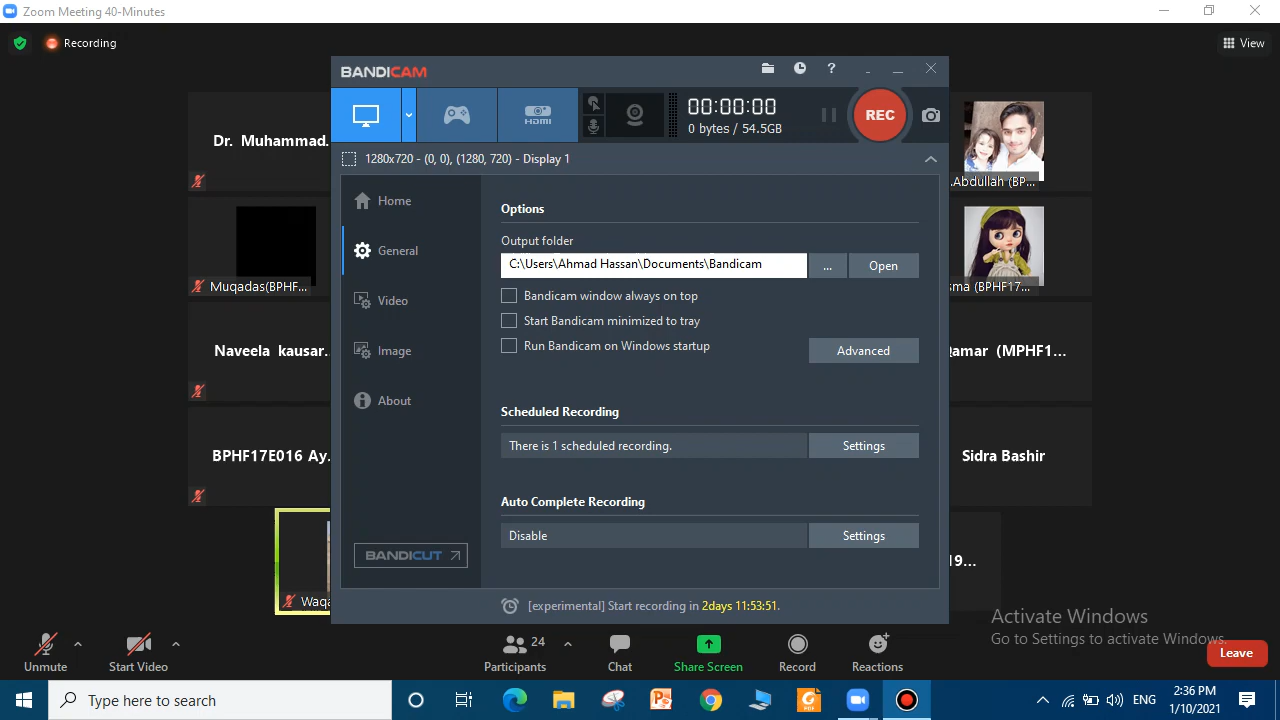 Zoom Meeting 40-Minutes
Recording
View
BANDICAM
HDMI
00:00:00
0 bytes / 54.5GB
REC
1280x720 - (0, 0), (1280, 720) - Display 1
Home
General
Video
Image
About
BANDICUT
Options
Output folder
C:\Users\Ahmad Hassan\Documents\Bandicam
...
Open
Bandicam window always on top
Start Bandicam minimized to tray
Run Bandicam on Windows startup
Advanced
Scheduled Recording
There is 1 scheduled recording.
Settings
Auto Complete Recording
Disable
Settings
[experimental] Start recording in 2days 11:53:51.
Dr. Muhammad.
.Abdullah (BP...
Muqadas(BPHF...
sma (BPHF17...
Naveela kausar..
qamar (MPHF1...
BPHF17E016 Ay.
Sidra Bashir
Waqa
19...
Activate Windows
Go to Settings to activate Windows.
Unmute
Start Video
24
Participants
Chat
Share Screen
Record
Reactions
Leave
Type here to search
ENG
2:36 PM
1/10/2021